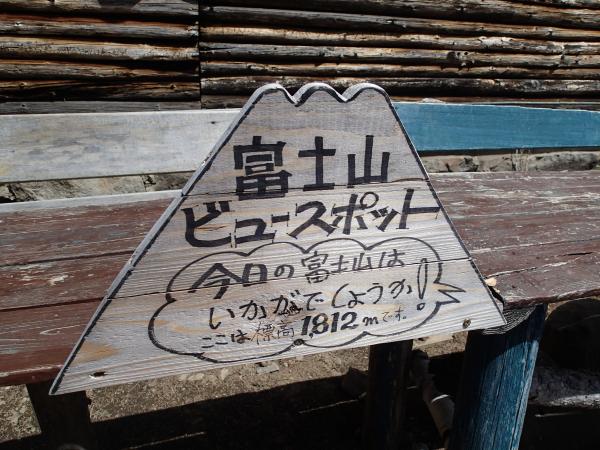 富士山
ビュースポット
今日の富士山は
いかがでしょうか!
ここは標高1,812mです。